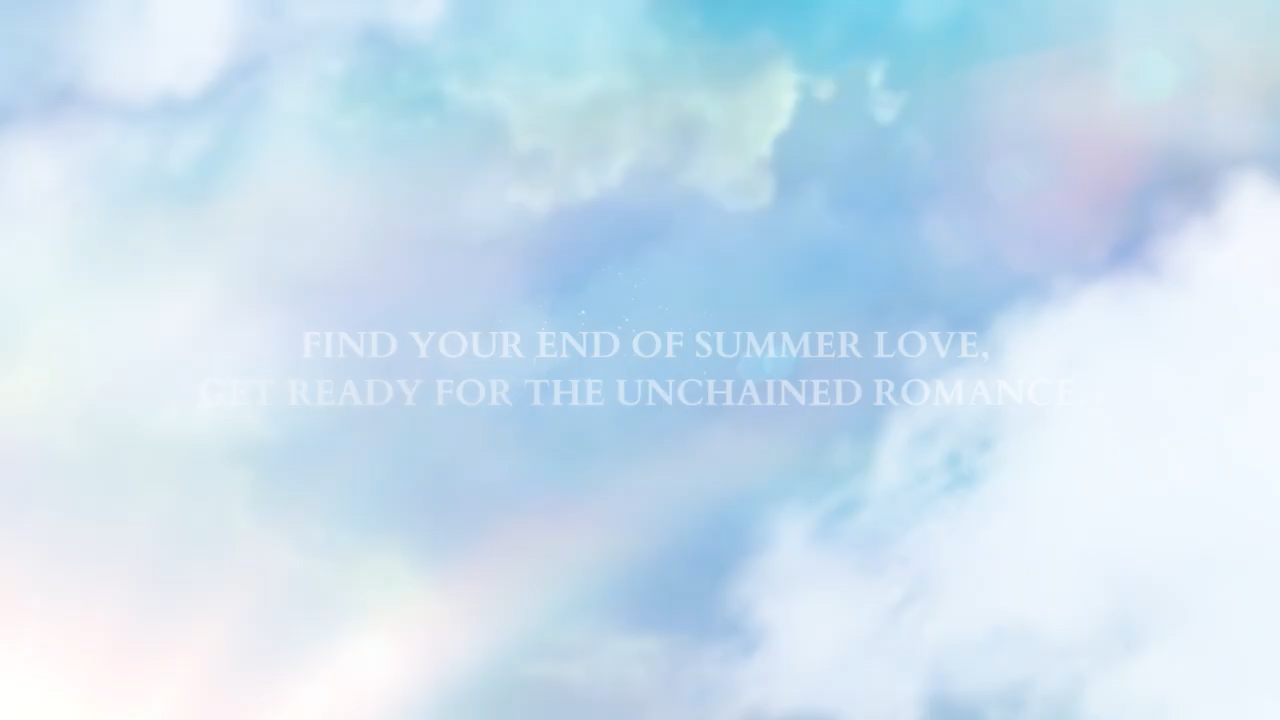 FIND YOUR END OF SUMMER LOVE,
GET READY FOR THE UNCHAINED ROMANCE..